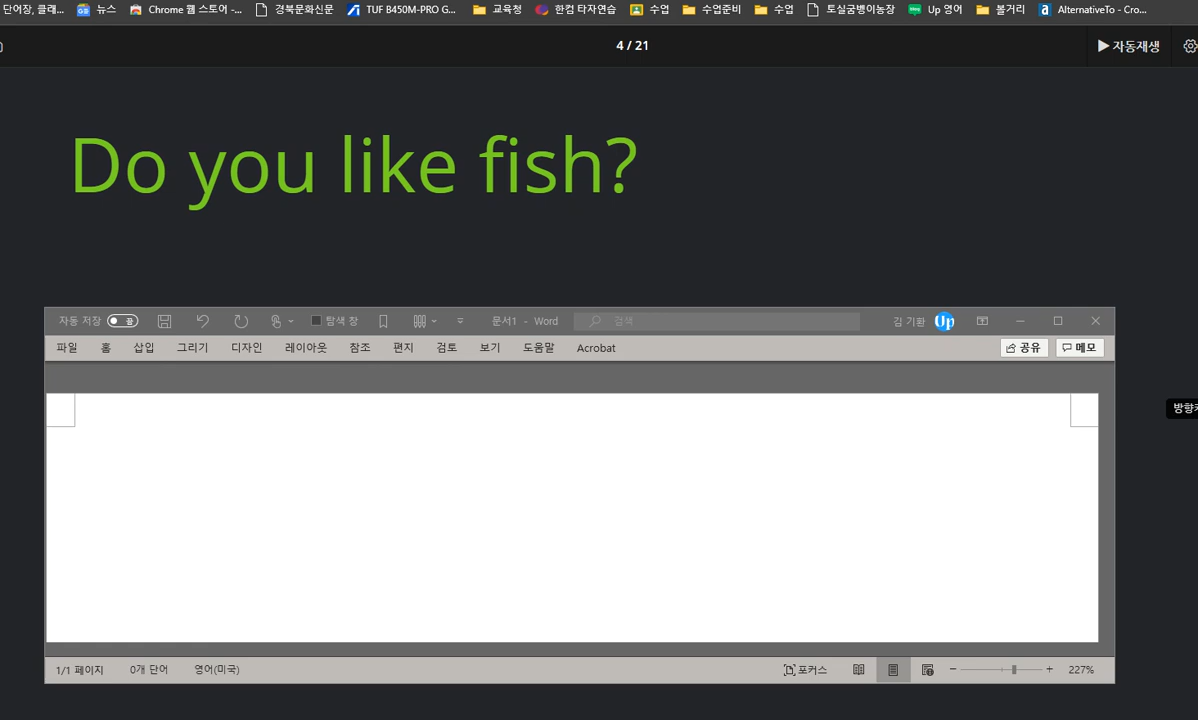 단어장, 클래... 뉴스 Chrome 웹 스토어 -... 경북문화신문 TUF B450M-PRO G... 교육청 한컴 타자연습 수업 수업준비 수업 토실굼벵이농장 Up 영어 볼거리 AlternativeTo - Cro...
4 / 21 자동재생
Do you like fish?
자동 저장 끔 탐색 창 문서1 - Word 검색 김 기환 Up
파일 홈 삽입 그리기 디자인 레이아웃 참조 편지 검토 보기 도움말 Acrobat 공유 메모
방향키
1/1 페이지 0개 단어 영어(미국) 포커스 227%